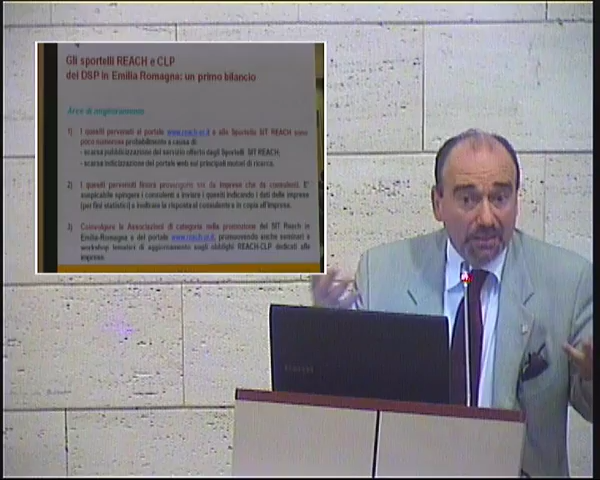 Gli sportelli REACH e CLP
dei DSP in Emilia Romagna: un primo bilancio
Aree di miglioramento
1) I quesiti pervenuti al portale www.reach-er.it e allo Sportello SIT REACH sono
poco numerosi probabilmente a causa di:
- scarsa pubblicizzazione del servizio offerto dagli Sportelli SIT REACH.
- scarsa indicizzazione del portale web sui principali motori di ricerca.
2) I quesiti pervenuti finora provengono sia da imprese che da consulenti. E'
auspicabile spingere i consulenti a inviare i quesiti indicando i dati delle imprese
(per fini statistici) e inoltrare la risposta al consulente e in copia all'impresa.
3) Coinvolgere le Associazioni di categoria nella promozione del SIT Reach in
Emilia-Romagna e del portale www.reach-er.it, promuovendo anche seminari e
workshop tematici di aggiornamento sugli obblighi REACH-CLP dedicati alle
imprese.